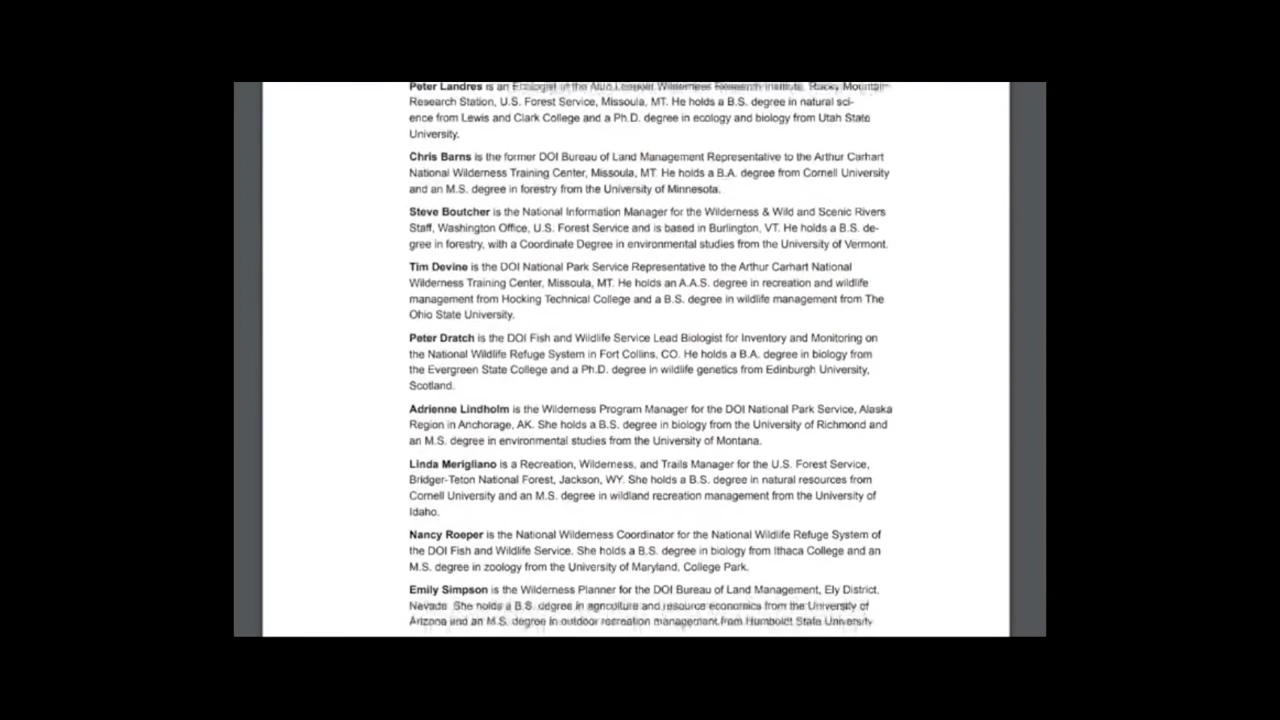 Peter Landres is an Ecologist at the Aldo Leopold Wilderness Research Institute, Rocky Mountain
Research Station, U.S. Forest Service, Missoula, MT. He holds a B.S. degree in natural sci-
ence from Lewis and Clark College and a Ph.D. degree in ecology and biology from Utah State
University.
Chris Barns is the former DOI Bureau of Land Management Representative to the Arthur Carhart
National Wilderness Training Center, Missoula, MT. He holds a B.A. degree from Cornell University
and an M.S. degree in forestry from the University of Minnesota.
Steve Boutcher is the National Information Manager for the Wilderness & Wild and Scenic Rivers
Staff, Washington Office, U.S. Forest Service and is based in Burlington, VT. He holds a B.S. de-
gree in forestry, with a Coordinate Degree in environmental studies from the University of Vermont.
Tim Devine is the DOI National Park Service Representative to the Arthur Carhart National
Wilderness Training Center, Missoula, MT. He holds an A.A.S. degree in recreation and wildlife
management from Hocking Technical College and a B.S. degree in wildlife management from The
Ohio State University.
Peter Dratch is the DOI Fish and Wildlife Service Lead Biologist for Inventory and Monitoring on
the National Wildlife Refuge System in Fort Collins, CO. He holds a B.A. degree in biology from
the Evergreen State College and a Ph.D. degree in wildlife genetics from Edinburgh University,
Scotland.
Adrienne Lindholm is the Wilderness Program Manager for the DOI National Park Service, Alaska
Region in Anchorage, AK. She holds a B.S. degree in biology from the University of Richmond and
an M.S. degree in environmental studies from the University of Montana.
Linda Merigliano is a Recreation, Wilderness, and Trails Manager for the U.S. Forest Service,
Bridger-Teton National Forest, Jackson, WY. She holds a B.S. degree in natural resources from
Cornell University and an M.S. degree in wildland recreation management from the University of
Idaho.
Nancy Roeper is the National Wilderness Coordinator for the National Wildlife Refuge System of
the DOI Fish and Wildlife Service. She holds a B.S. degree in biology from Ithaca College and an
M.S. degree in zoology from the University of Maryland, College Park.
Emily Simpson is the Wilderness Planner for the DOI Bureau of Land Management, Ely District,
Nevada. She holds a B.S. degree in agriculture and resource economics from the University of
Arizona and an M.S. degree in outdoor recreation management from Humboldt State University